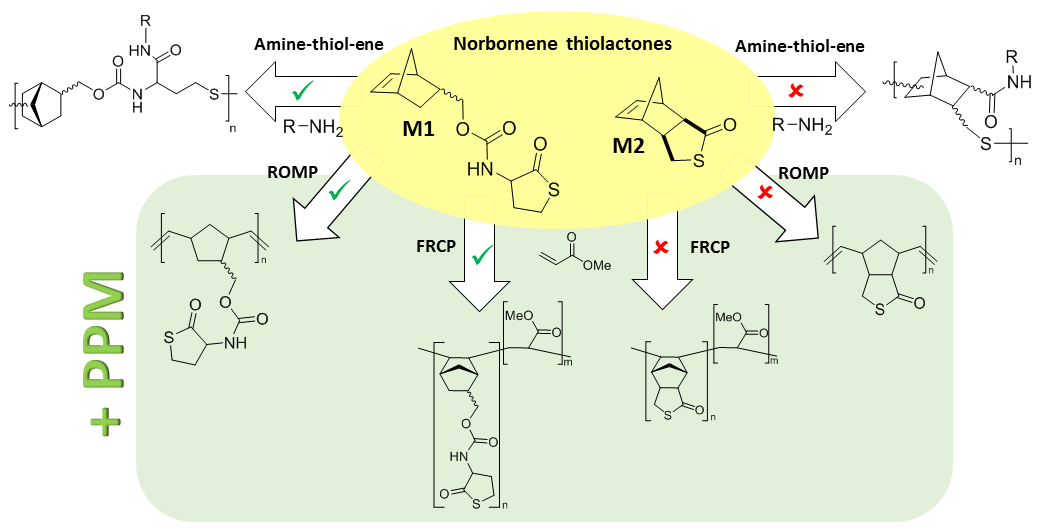 Norbornene thiolactones
Amine-thiol-ene
Amine-thiol-ene
R
HN
O
O
O
N
H
S
n
R−NH2
M1
O
O
HN
O
S
M2
O
S
R−NH2
R
HN
O
S
n
ROMP
ROMP
FRCP
O
OMe
FRCP
+ PPM
n
O
O
O
NH
S
MeO
O
m
O
O
HN
O
S
n
MeO
O
m
S
O
n
n
S
O